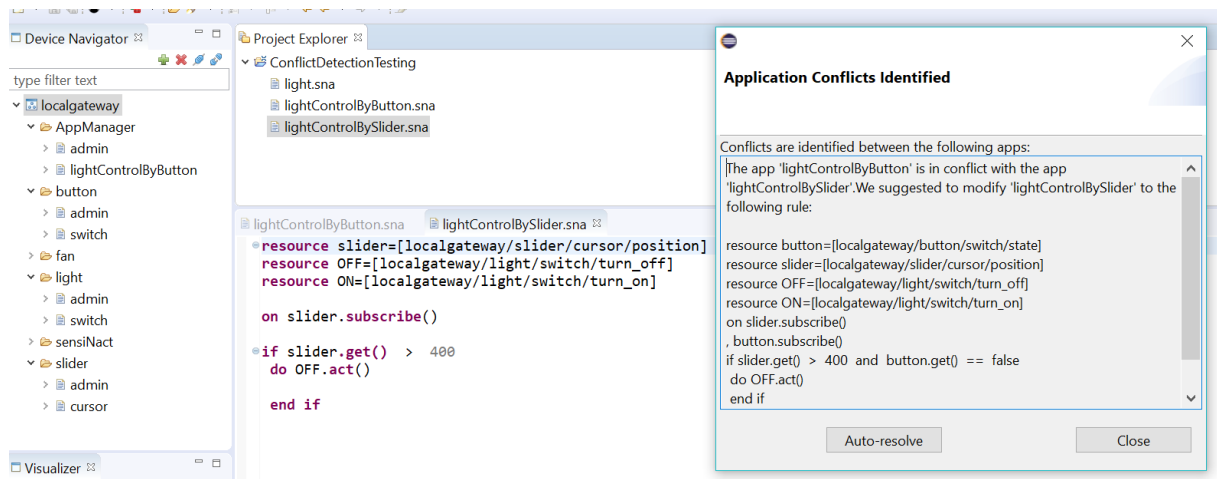 Device Navigator
type filter text
localgateway
AppManager
admin
lightControlByButton
button
admin
switch
fan
light
admin
switch
sensiNact
slider
admin
cursor
Visualizer
Project Explorer
ConflictDetectionTesting
light.sna
lightControlByButton.sna
lightControlBySlider.sna
lightControlByButton.sna
lightControlBySlider.sna
resource slider=[localgateway/slider/cursor/position]
resource OFF=[localgateway/light/switch/turn_off]
resource ON=[localgateway/light/switch/turn_on]
on slider.subscribe()
if slider.get() > 400
do OFF.act()
end if
Application Conflicts Identified
Conflicts are identified between the following apps:
The app 'lightControlByButton' is in conflict with the app
'lightControlBySlider'.We suggested to modify 'lightControlBySlider' to the
following rule:
resource button=[localgateway/button/switch/state]
resource slider=[localgateway/slider/cursor/position]
resource OFF=[localgateway/light/switch/turn_off]
resource ON=[localgateway/light/switch/turn_on]
on slider.subscribe()
, button.subscribe()
if slider.get() > 400 and button.get() == false
do OFF.act()
end if
Auto-resolve
Close